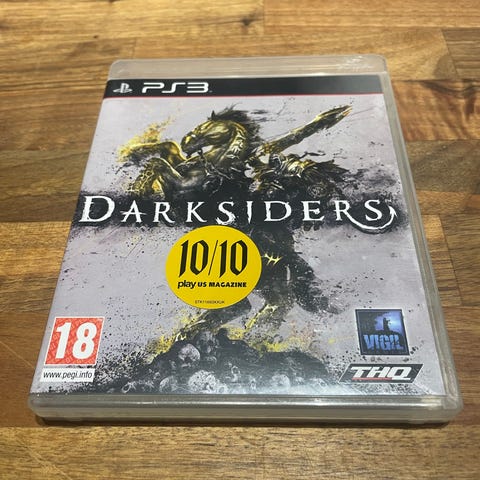 PS3
DARKSIDERS
10/10
play US MAGAZINE
18
www.pegi.info
VIGIL
THQ